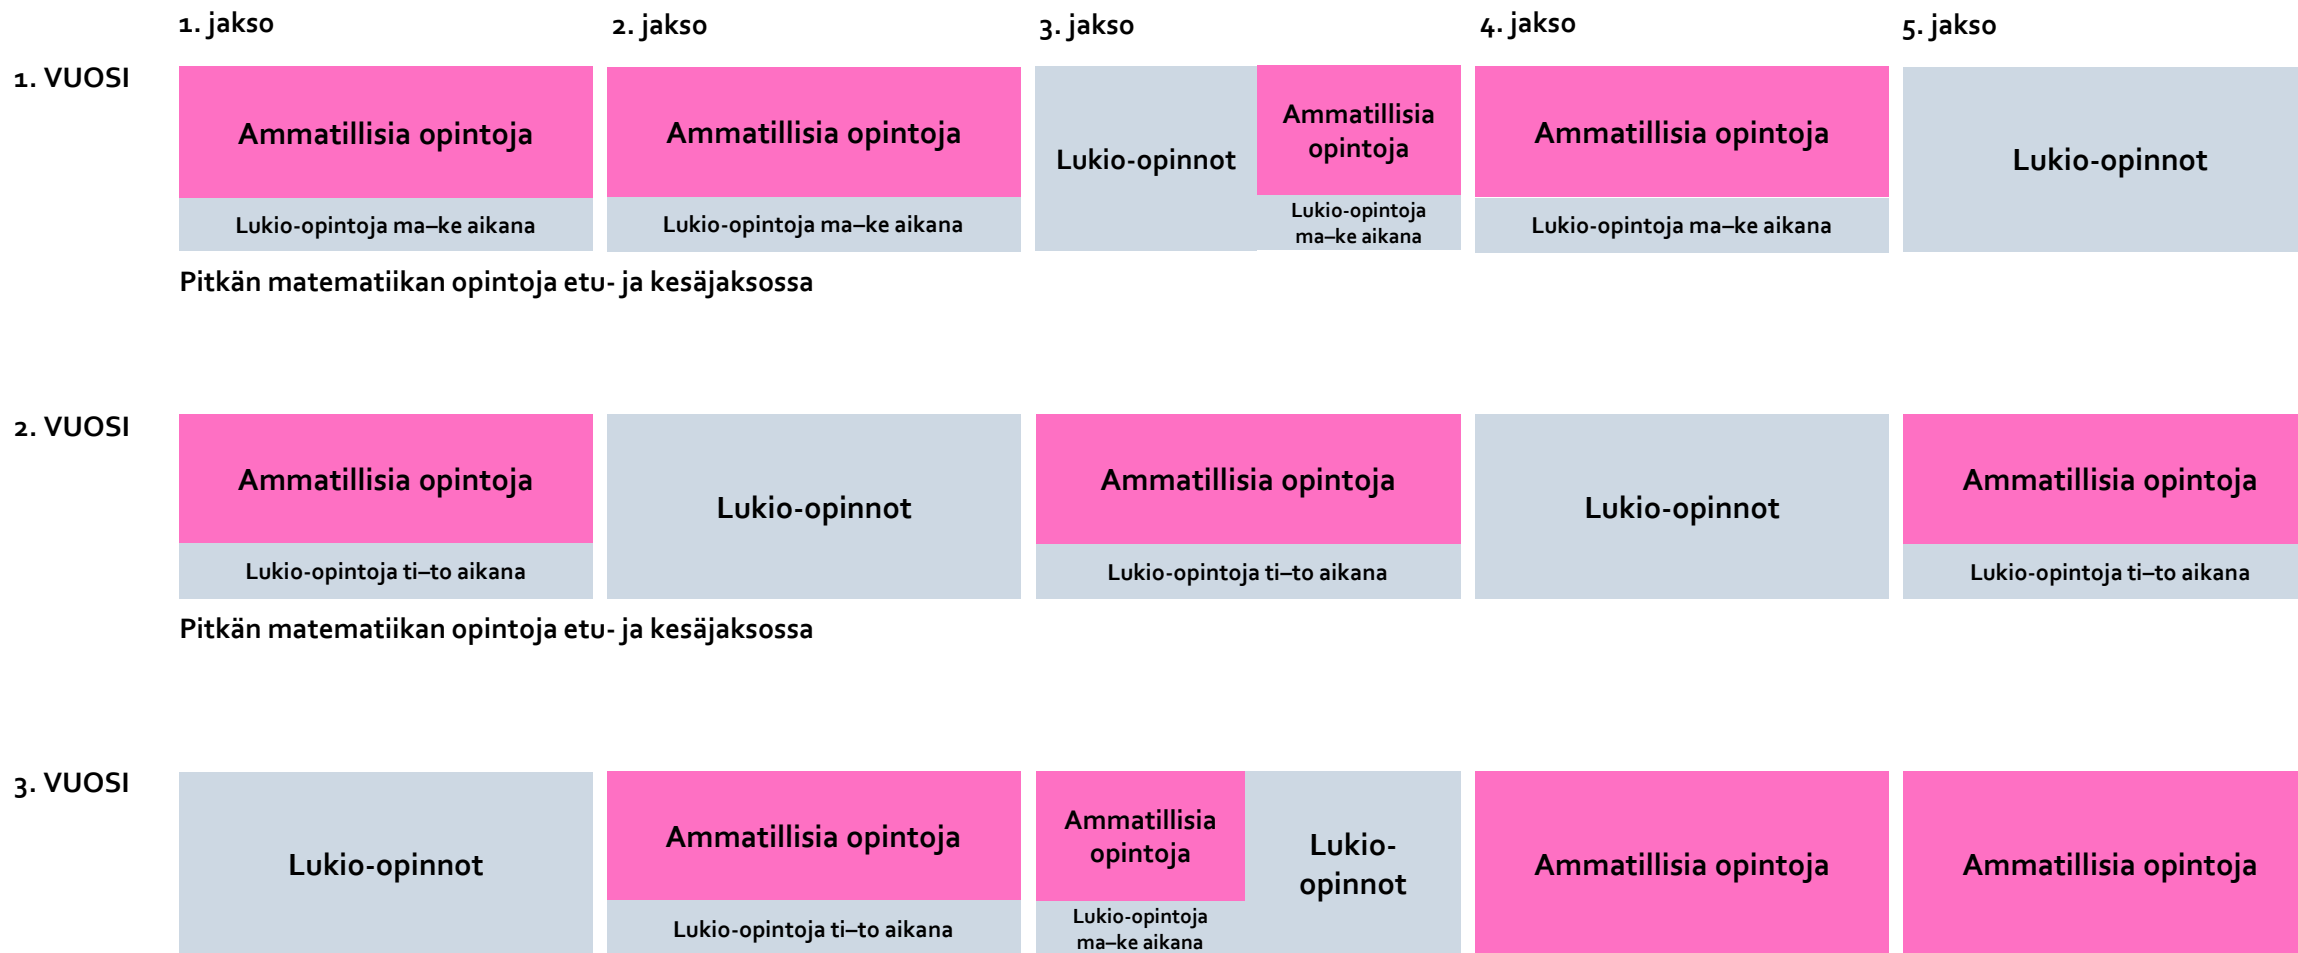 1. jakso
2. jakso
3. jakso
4. jakso
5. jakso
1. VUOSI
Ammatillisia opintoja
Lukio-opintoja ma–ke aikana
Ammatillisia opintoja
Lukio-opintoja ma–ke aikana
Lukio-opinnot
Ammatillisia
opintoja
Lukio-opintoja
ma–ke aikana
Ammatillisia opintoja
Lukio-opintoja ma–ke aikana
Lukio-opinnot
Pitkän matematiikan opintoja etu- ja kesäjaksossa
2. VUOSI
Ammatillisia opintoja
Lukio-opintoja ti–to aikana
Lukio-opinnot
Ammatillisia opintoja
Lukio-opintoja ti–to aikana
Lukio-opinnot
Ammatillisia opintoja
Lukio-opintoja ti–to aikana
Pitkän matematiikan opintoja etu- ja kesäjaksossa
3. VUOSI
Lukio-opinnot
Ammatillisia opintoja
Lukio-opintoja ti–to aikana
Ammatillisia
opintoja
Lukio-opintoja
ma–ke aikana
Lukio-
opinnot
Ammatillisia opintoja
Ammatillisia opintoja